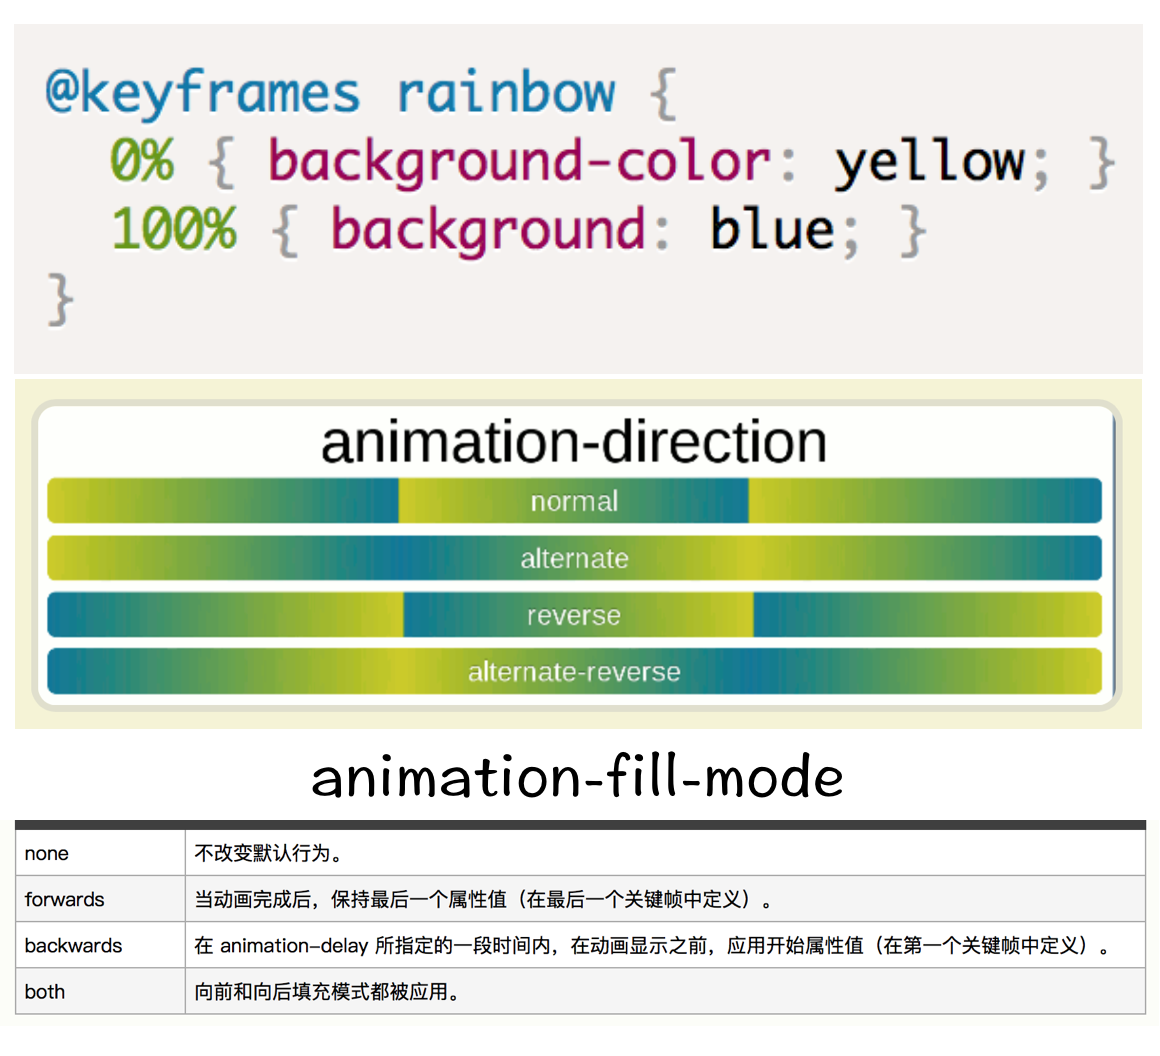 @keyframes rainbow {
0% { background-color: yellow; }
100% { background: blue; }
}
animation-direction
normal
alternate
reverse
alternate-reverse
animation-fill-mode
none 不改变默认行为。
forwards 当动画完成后，保持最后一个属性值（在最后一个关键帧中定义）。
backwards 在 animation-delay 所指定的一段时间内，在动画显示之前，应用开始属性值（在第一个关键帧中定义）。
both 向前和向后填充模式都被应用。